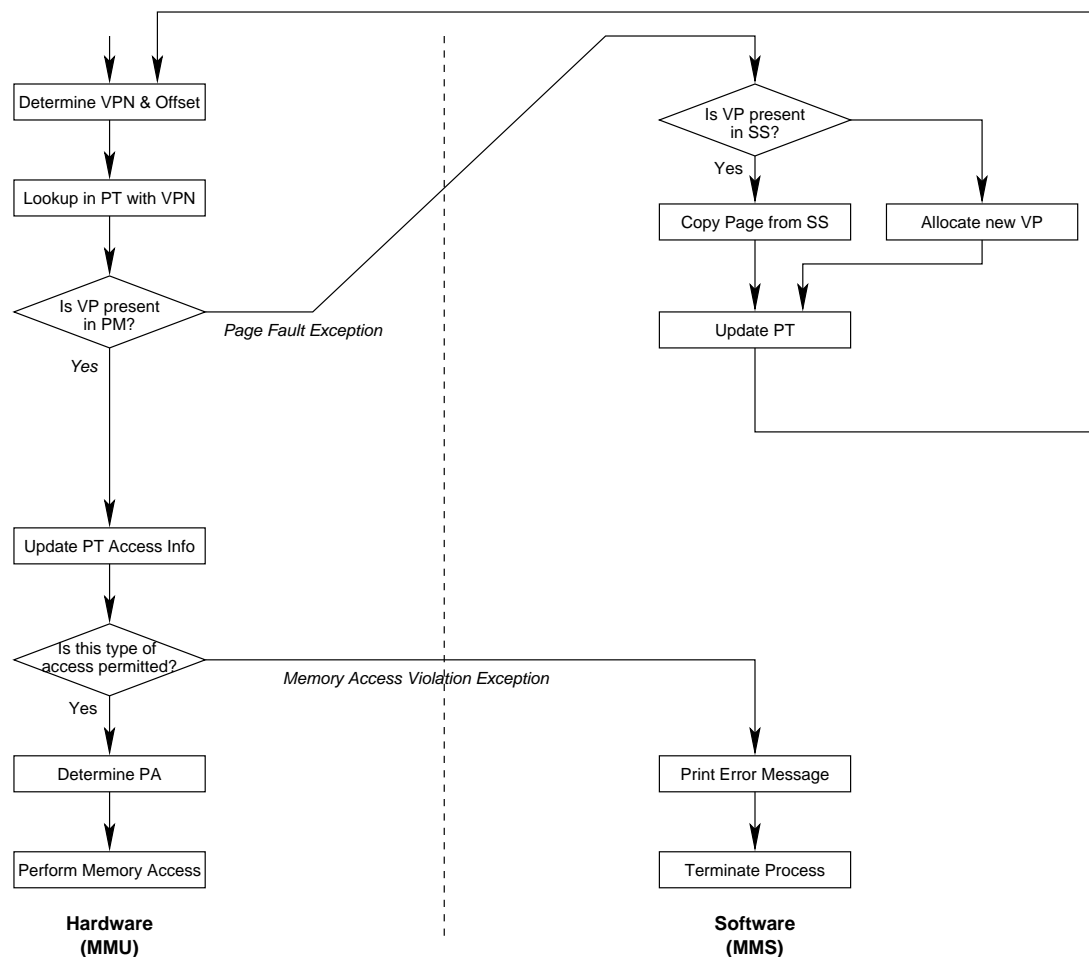 Determine VPN & Offset
Lookup in PT with VPN
Is VP present
in PM?
Yes
Page Fault Exception
Is VP present
in SS?
Yes
Copy Page from SS
Allocate new VP
Update PT
Update PT Access Info
Is this type of
access permitted?
Yes
Memory Access Violation Exception
Determine PA
Perform Memory Access
Print Error Message
Terminate Process
Hardware
(MMU)
Software
(MMS)